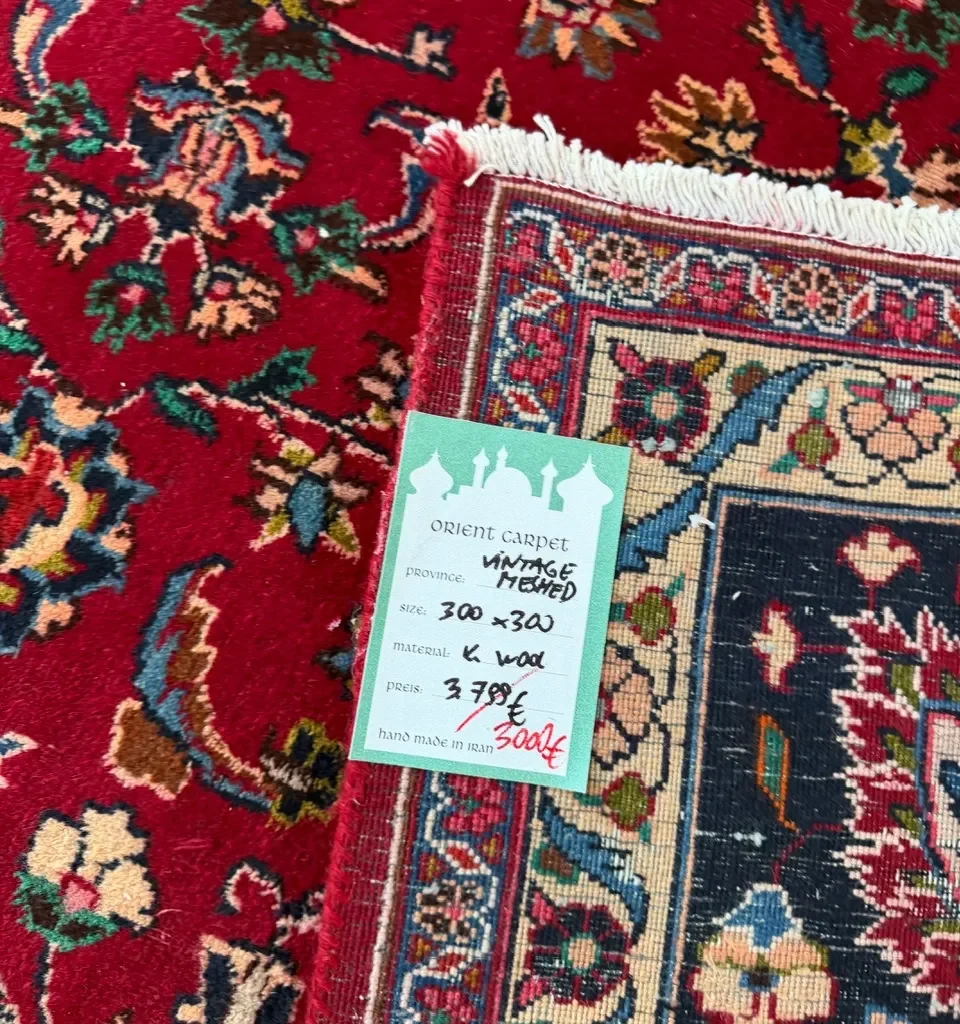 ORIENT CARPET
PROVINCE: VINTAGE MESHED
SIZE: 300 x 300
MATERIAL: K. WOOL
PREIS: 3.799 €
HAND MADE IN IRAN 3000€